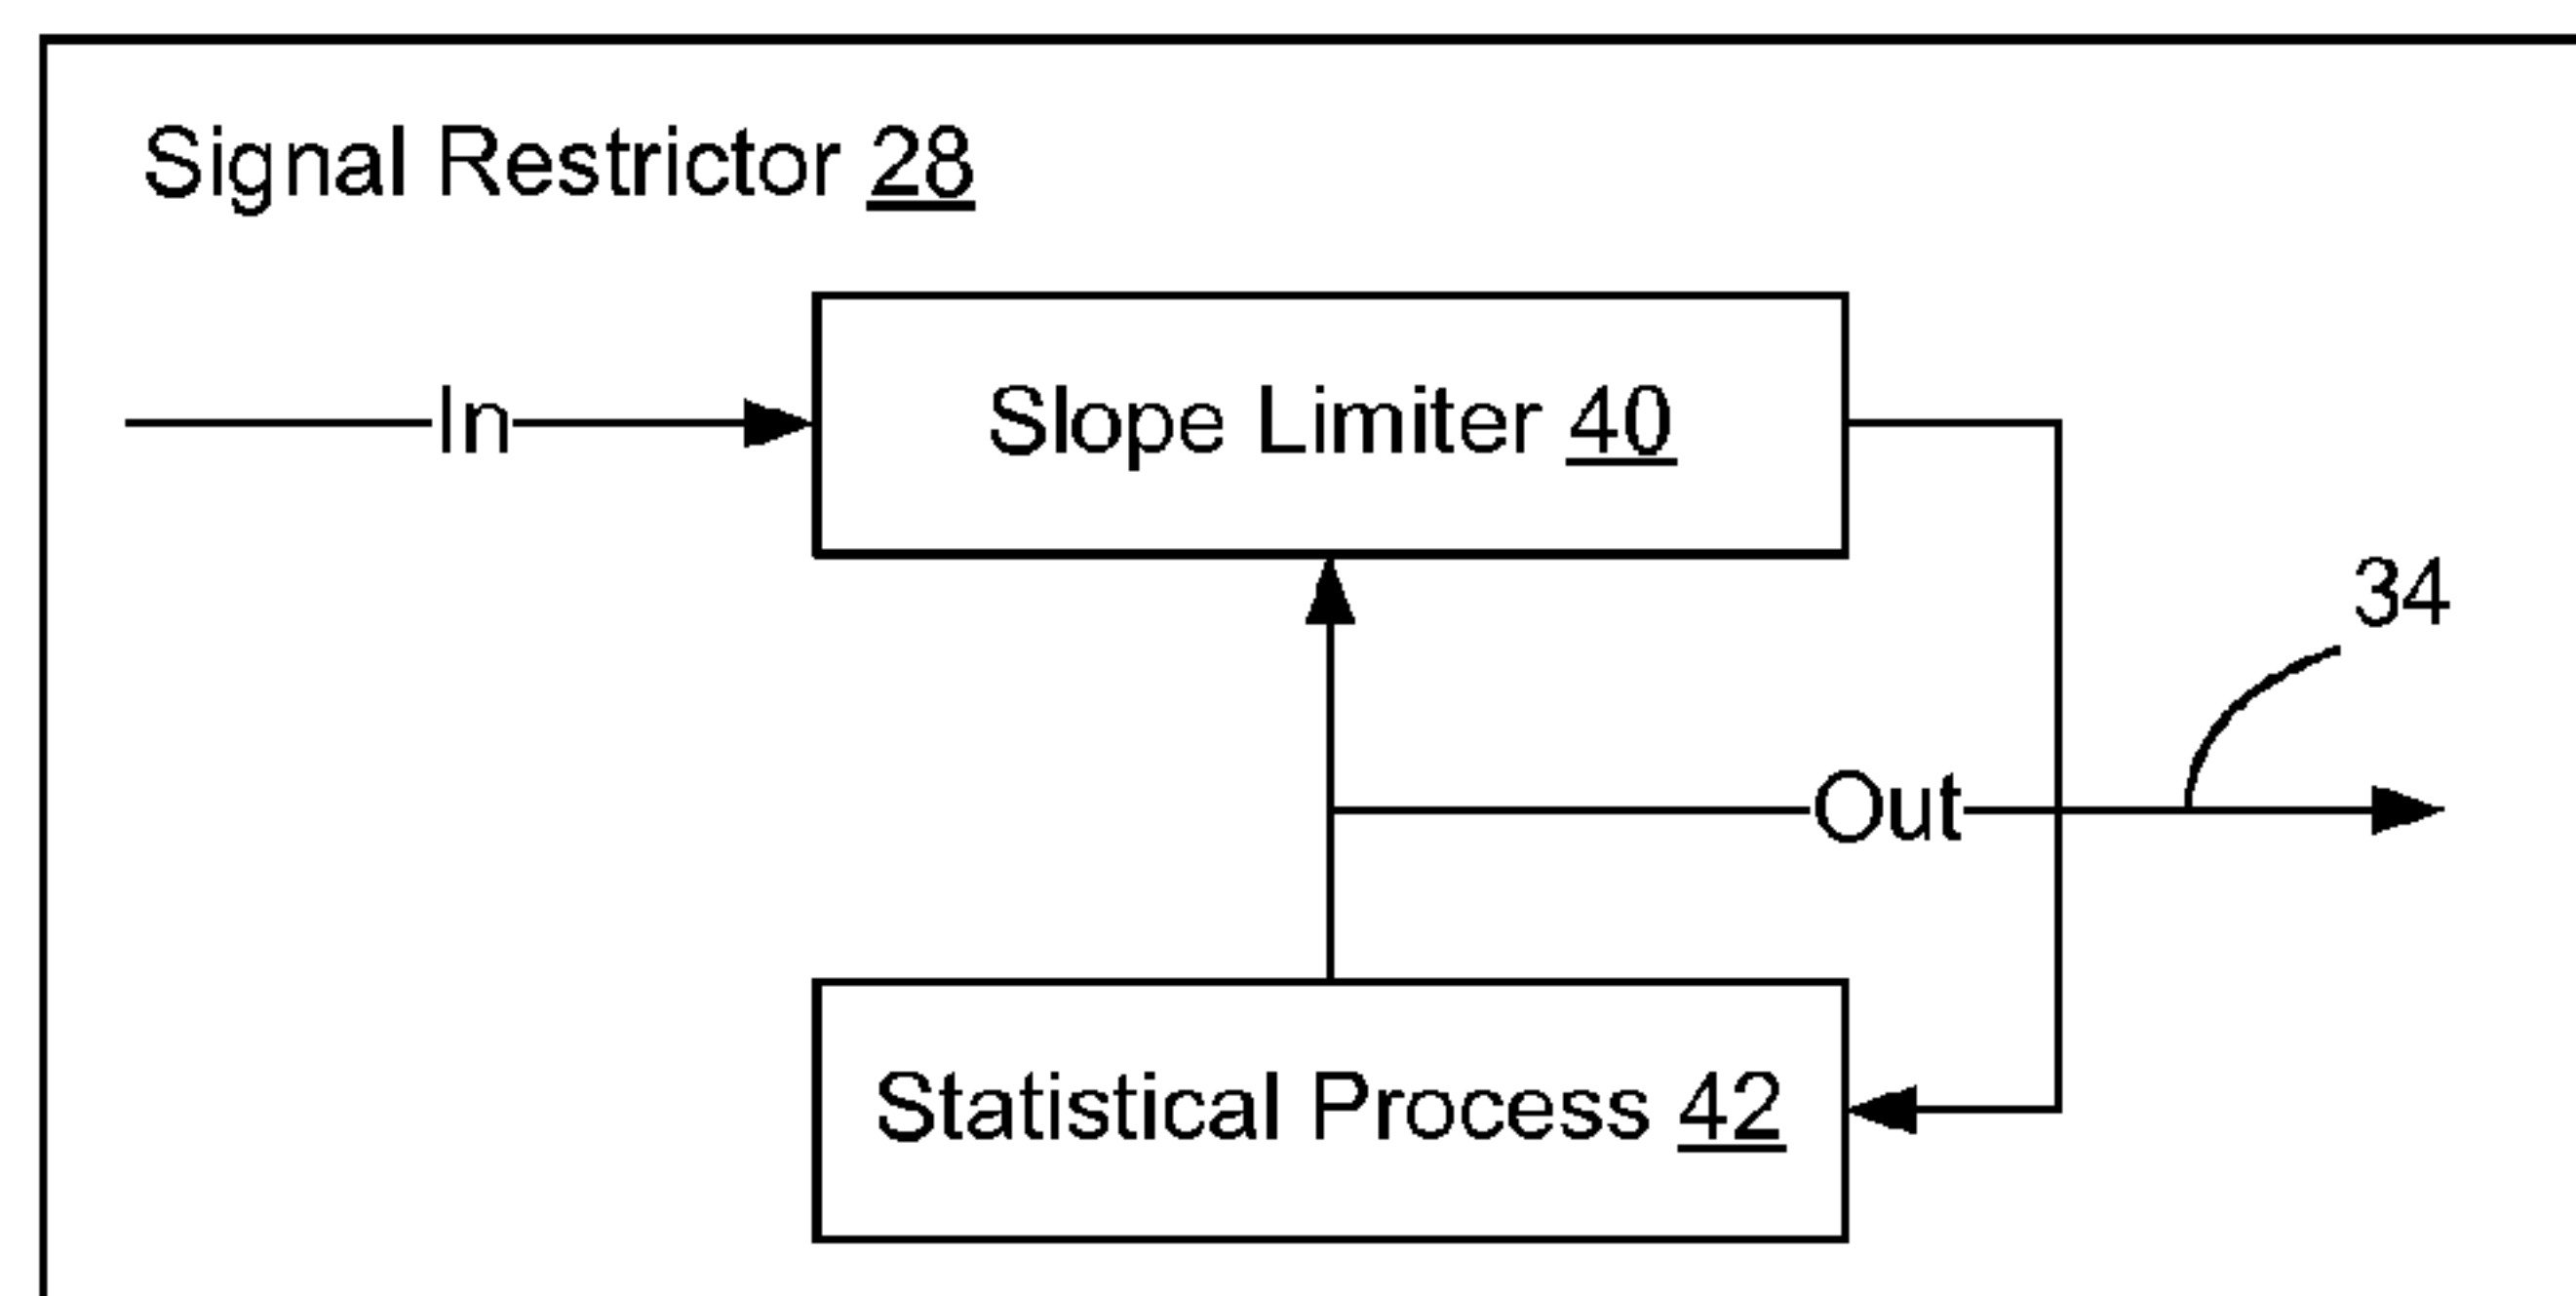 Signal Restrictor 28
In
Slope Limiter 40
34
Out
Statistical Process 42